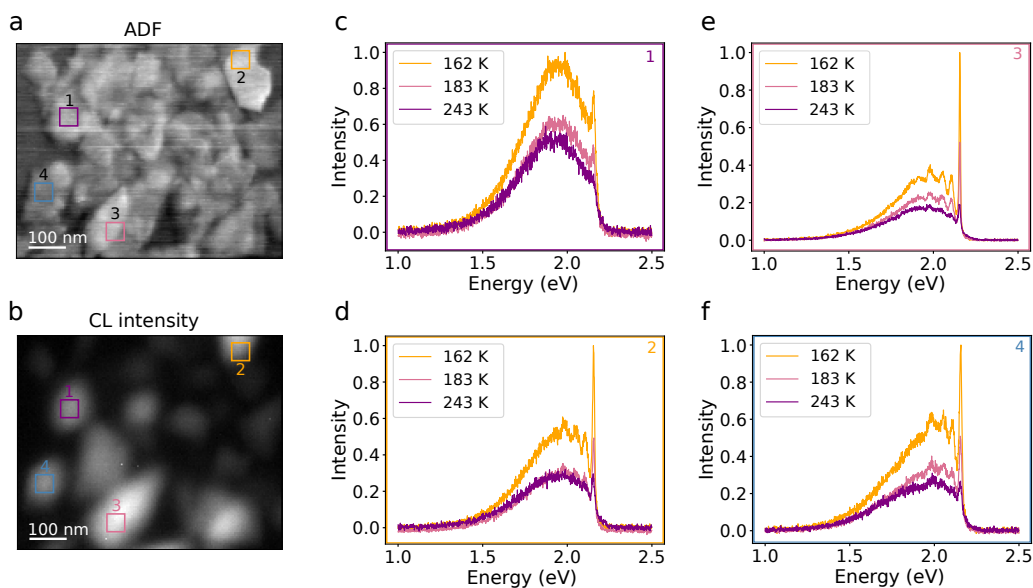 a
ADF
1
2
4
3
100 nm
b
CL intensity
2
1
4
3
100 nm
c
1
162 K
183 K
243 K
Intensity
1.0
0.8
0.6
0.4
0.2
0.0
1.0 1.5 2.0 2.5
Energy (eV)
d
2
162 K
183 K
243 K
Intensity
1.0
0.8
0.6
0.4
0.2
0.0
1.0 1.5 2.0 2.5
Energy (eV)
e
3
162 K
183 K
243 K
Intensity
1.0
0.8
0.6
0.4
0.2
0.0
1.0 1.5 2.0 2.5
Energy (eV)
f
4
162 K
183 K
243 K
Intensity
1.0
0.8
0.6
0.4
0.2
0.0
1.0 1.5 2.0 2.5
Energy (eV)